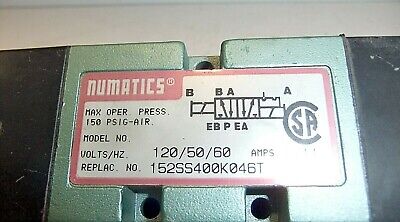 NUMATICS®
B B A A
MAX OPER PRESS.
150 PSIG-AIR.
EB P EA
MODEL NO.
VOLTS/HZ. 120/50/60 AMPS
REPLAC. NO. 152SS400K046T
SA